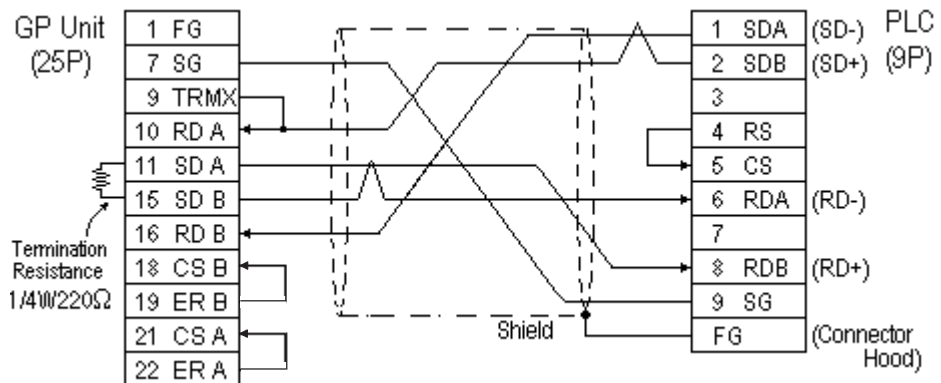 GP Unit
(25P)
1 FG
7 SG
9 TRMX
10 RD A
11 SD A
15 SD B
16 RD B
18 CS B
19 ER B
21 CS A
22 ER A
Termination
Resistance
1/4W220Ω
Shield
PLC
(9P)
1 SDA (SD-)
2 SDB (SD+)
3
4 RS
5 CS
6 RDA (RD-)
7
8 RDB (RD+)
9 SG
FG (Connector
Hood)